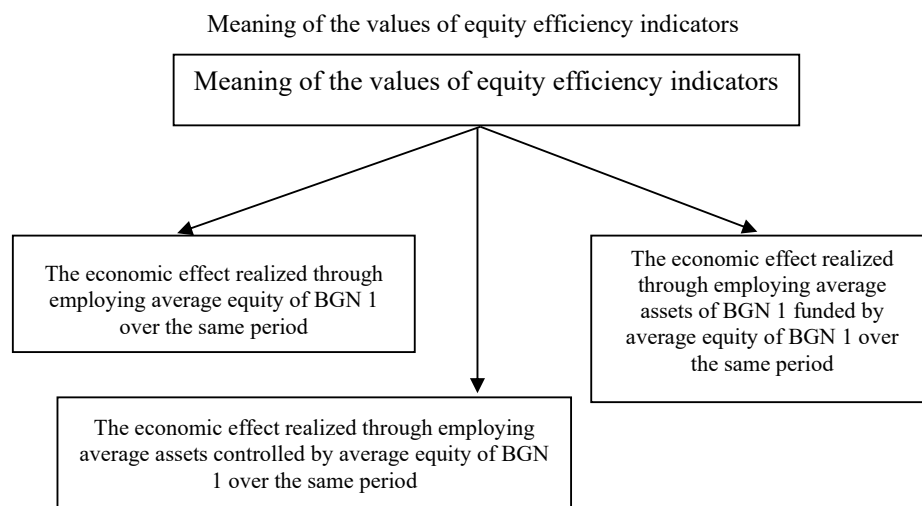 Meaning of the values of equity efficiency indicators
Meaning of the values of equity efficiency indicators
The economic effect realized through
employing average equity of BGN 1
over the same period
The economic effect realized
through employing average
assets of BGN 1 funded by
average equity of BGN 1 over
the same period
The economic effect realized through employing
average assets controlled by average equity of BGN
1 over the same period